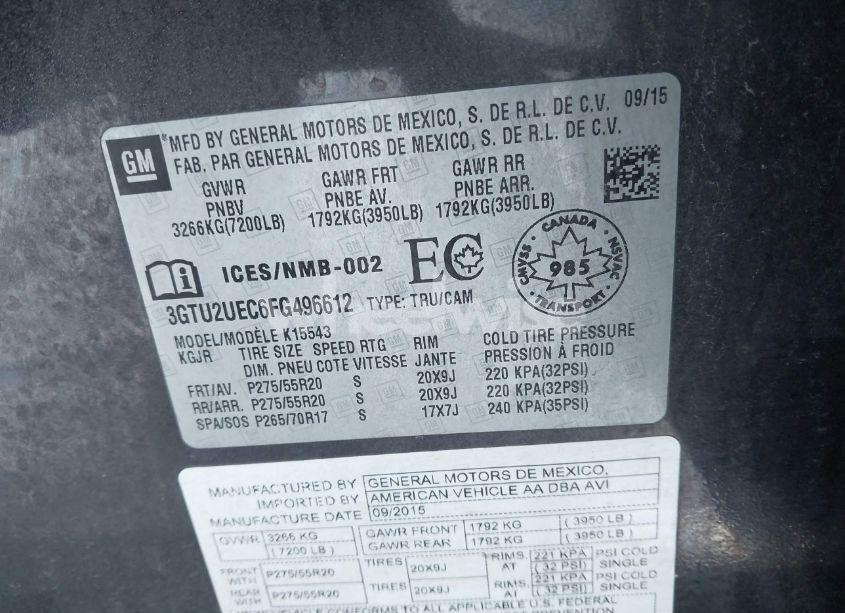 GM
*MFD BY GENERAL MOTORS DE MEXICO, S. DE R.L. DE C.V. 09/15
FAB. PAR GENERAL MOTORS DE MEXICO, S. DE R.L. DE C.V.
GVWR GAWR FRT GAWR RR
PNBV PNBE AV. PNBE ARR.
3266KG(7200LB) 1792KG(3950LB) 1792KG(3950LB)
i ICES/NMB-002 EC
CANADA
CMVSS 985 NSVAC
TRANSPORT
3GTU2UEC6FG496612 TYPE: TRU/CAM
MODEL/MODÈLE K15543
KGJR TIRE SIZE SPEED RTG RIM COLD TIRE PRESSURE
DIM. PNEU COTE VITESSE JANTE PRESSION À FROID
FRT/AV. P275/55R20 S 20X9J 220 KPA(32PSI)
RR/ARR. P275/55R20 S 20X9J 220 KPA(32PSI)
SPA/SOS P265/70R17 S 17X7J 240 KPA(35PSI)
MANUFACTURED BY GENERAL MOTORS DE MEXICO,
IMPORTED BY AMERICAN VEHICLE AA DBA AVI
MANUFACTURE DATE 09/2015
GVWR 3266 KG GAWR FRONT 1792 KG ( 3950 LB )
( 7200 LB ) GAWR REAR 1792 KG ( 3950 LB )
FRONT WITH P275/55R20 TIRES 20X9J RIMS. AT 221 KPA ( 32 PSI ) PSI COLD SINGLE
REAR WITH P275/55R20 TIRES 20X9J RIMS. AT 221 KPA ( 32 PSI ) PSI COLD SINGLE